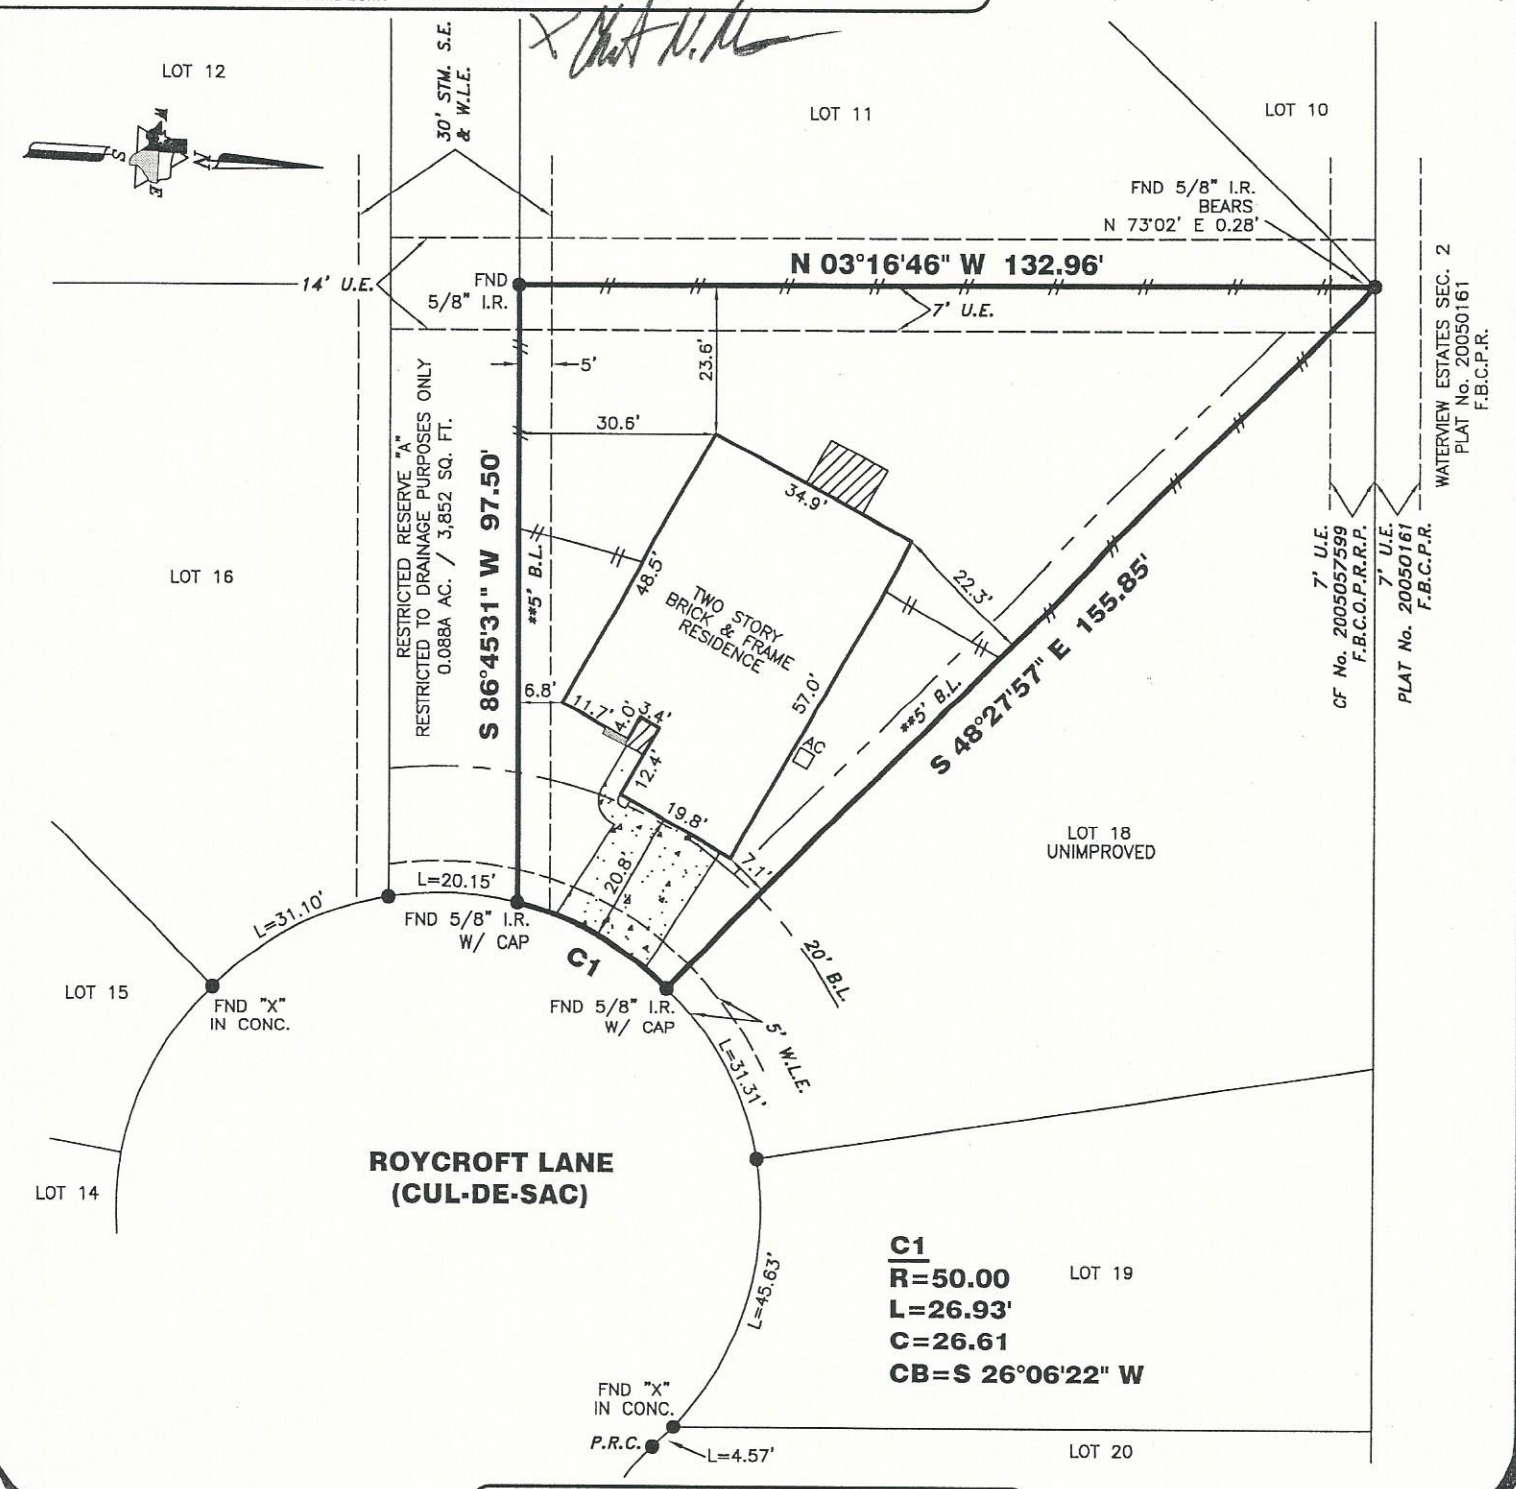 LOT 12
30' STM. S.E.
& W.L.E.
LOT 11
LOT 10
S
N
E
FND 5/8" I.R.
BEARS
N 73°02' E 0.28'
N 03°16'46" W 132.96'
14' U.E.
FND
5/8" I.R.
7' U.E.
WATERVIEW ESTATES SEC. 2
PLAT No. 20050161
F.B.C.P.R.
5'
23.6'
30.6'
RESTRICTED RESERVE "A"
RESTRICTED TO DRAINAGE PURPOSES ONLY
0.088A AC. / 3,852 SQ. FT.
S 86°45'31" W 97.50'
**5' B.L.
34.9'
48.5'
TWO STORY
BRICK & FRAME
RESIDENCE
22.3'
57.0'
LOT 16
7' U.E.
CF No. 2005057599
F.B.C.O.P.R.R.P.
7' U.E.
PLAT No. 20050161
F.B.C.P.R.
6.8'
11.7'
4.0'
3.4'
12.4'
AC
**5' B.L.
S 48°27'57" E 155.85'
19.8'
20.8'
7.1'
LOT 18
UNIMPROVED
L=20.15'
L=31.10'
FND 5/8" I.R.
W/ CAP
C1
20' B.L.
LOT 15
FND "X"
IN CONC.
FND 5/8" I.R.
W/ CAP
5' W.L.E.
L=31.31'
ROYCROFT LANE
(CUL-DE-SAC)
LOT 14
L=45.63'
C1
R=50.00
L=26.93'
C=26.61
CB=S 26°06'22" W
LOT 19
FND "X"
IN CONC.
P.R.C.
L=4.57'
LOT 20